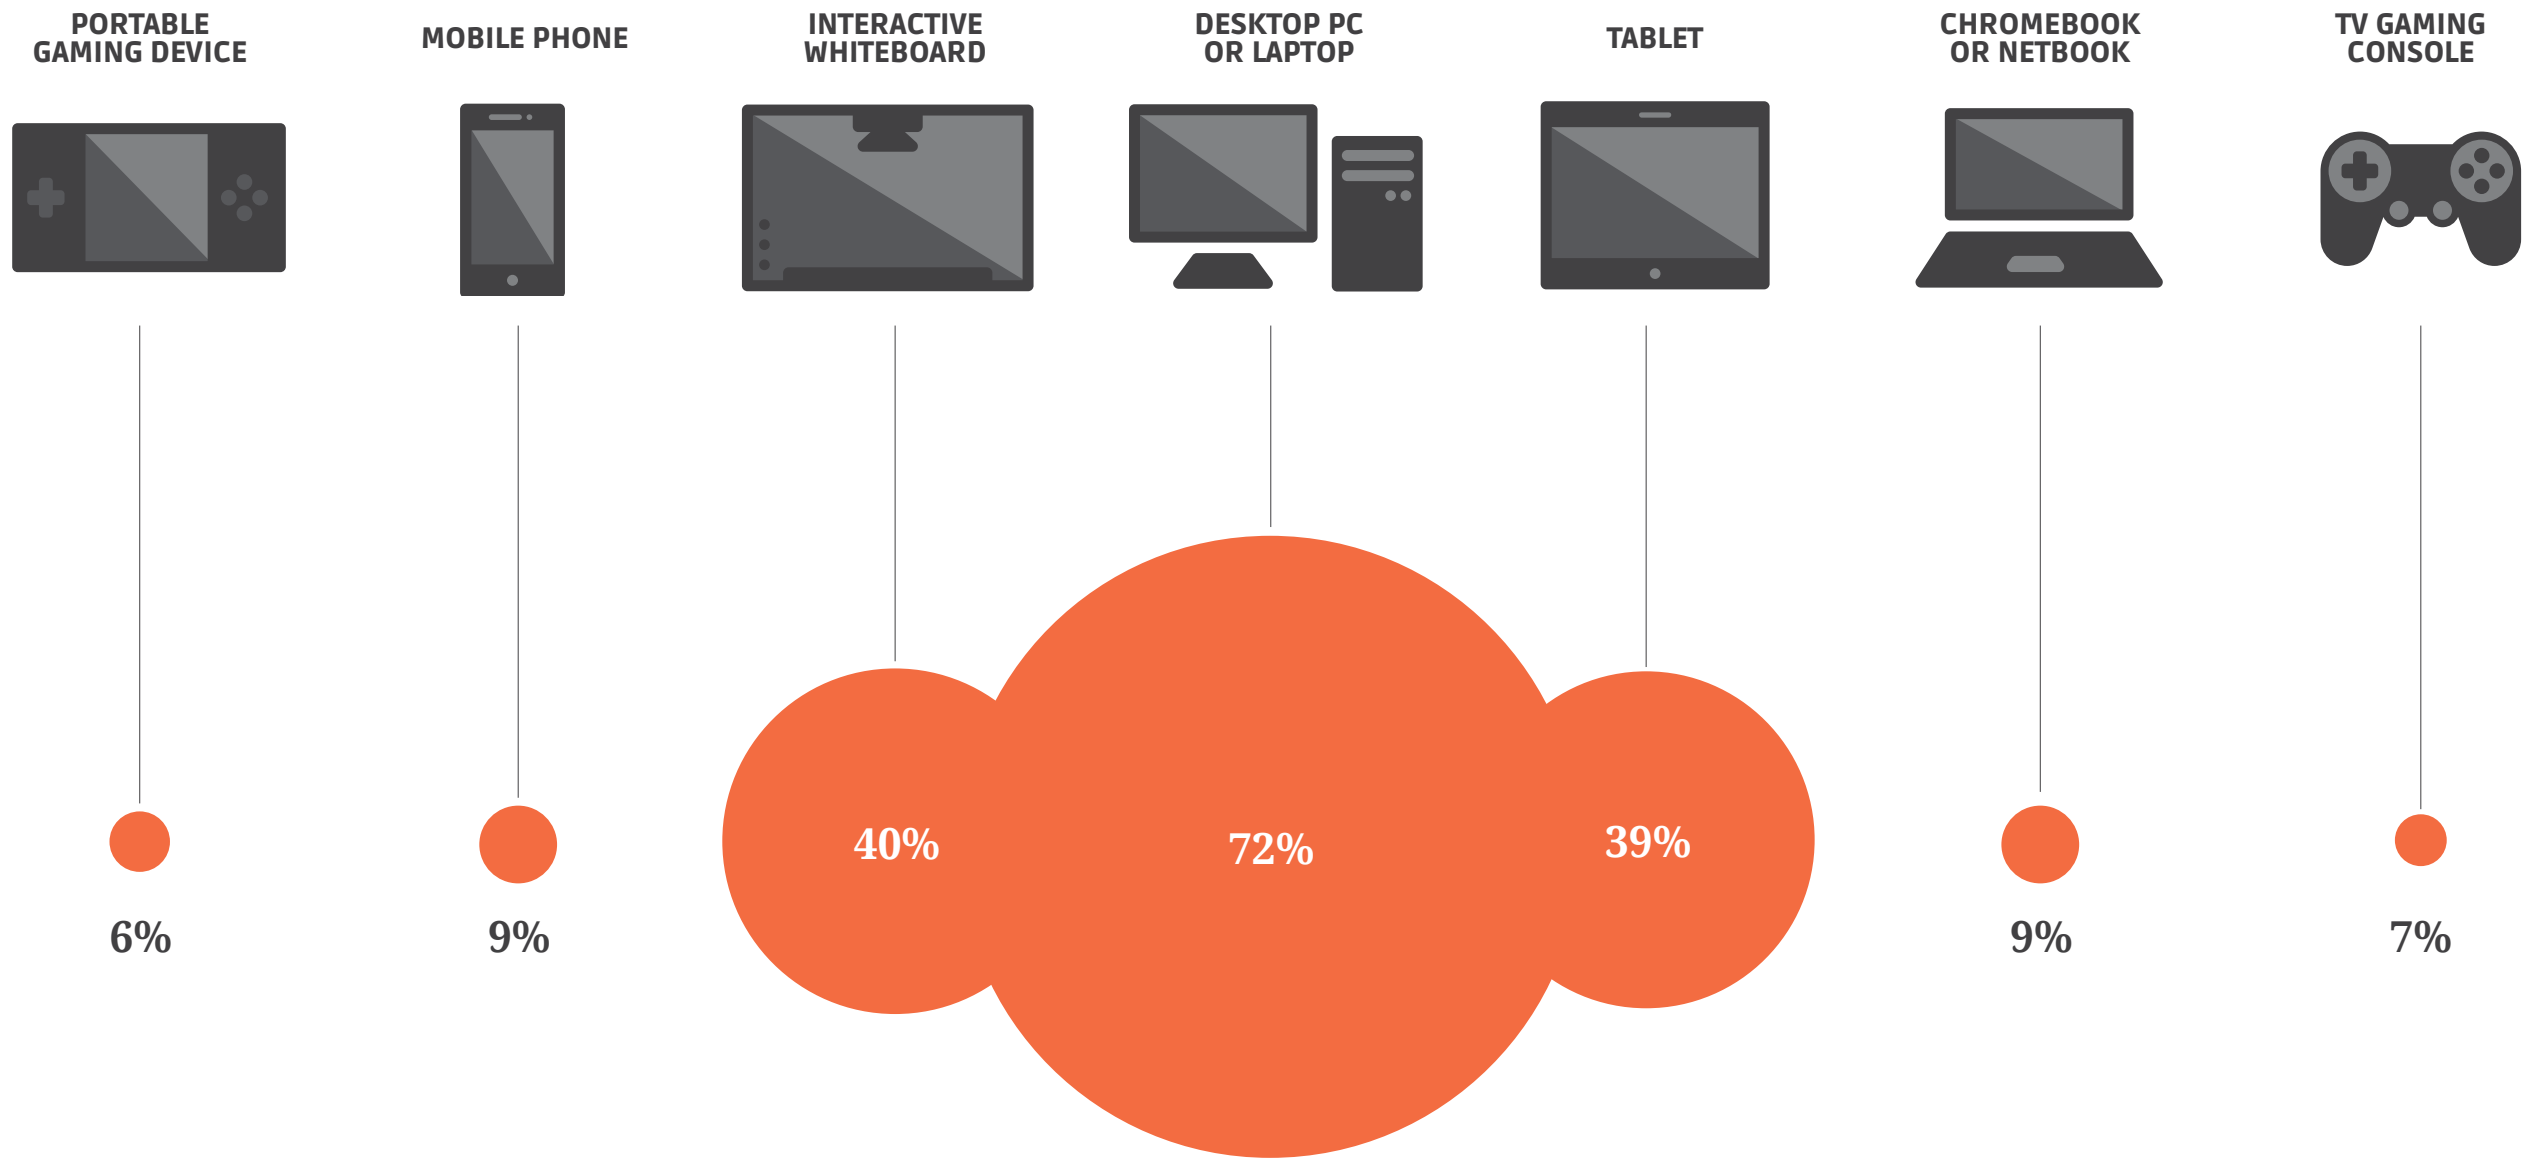 PORTABLE
GAMING DEVICE
MOBILE PHONE
INTERACTIVE
WHITEBOARD
DESKTOP PC
OR LAPTOP
TABLET
CHROMEBOOK
OR NETBOOK
TV GAMING
CONSOLE
6%
9%
40%
72%
39%
9%
7%